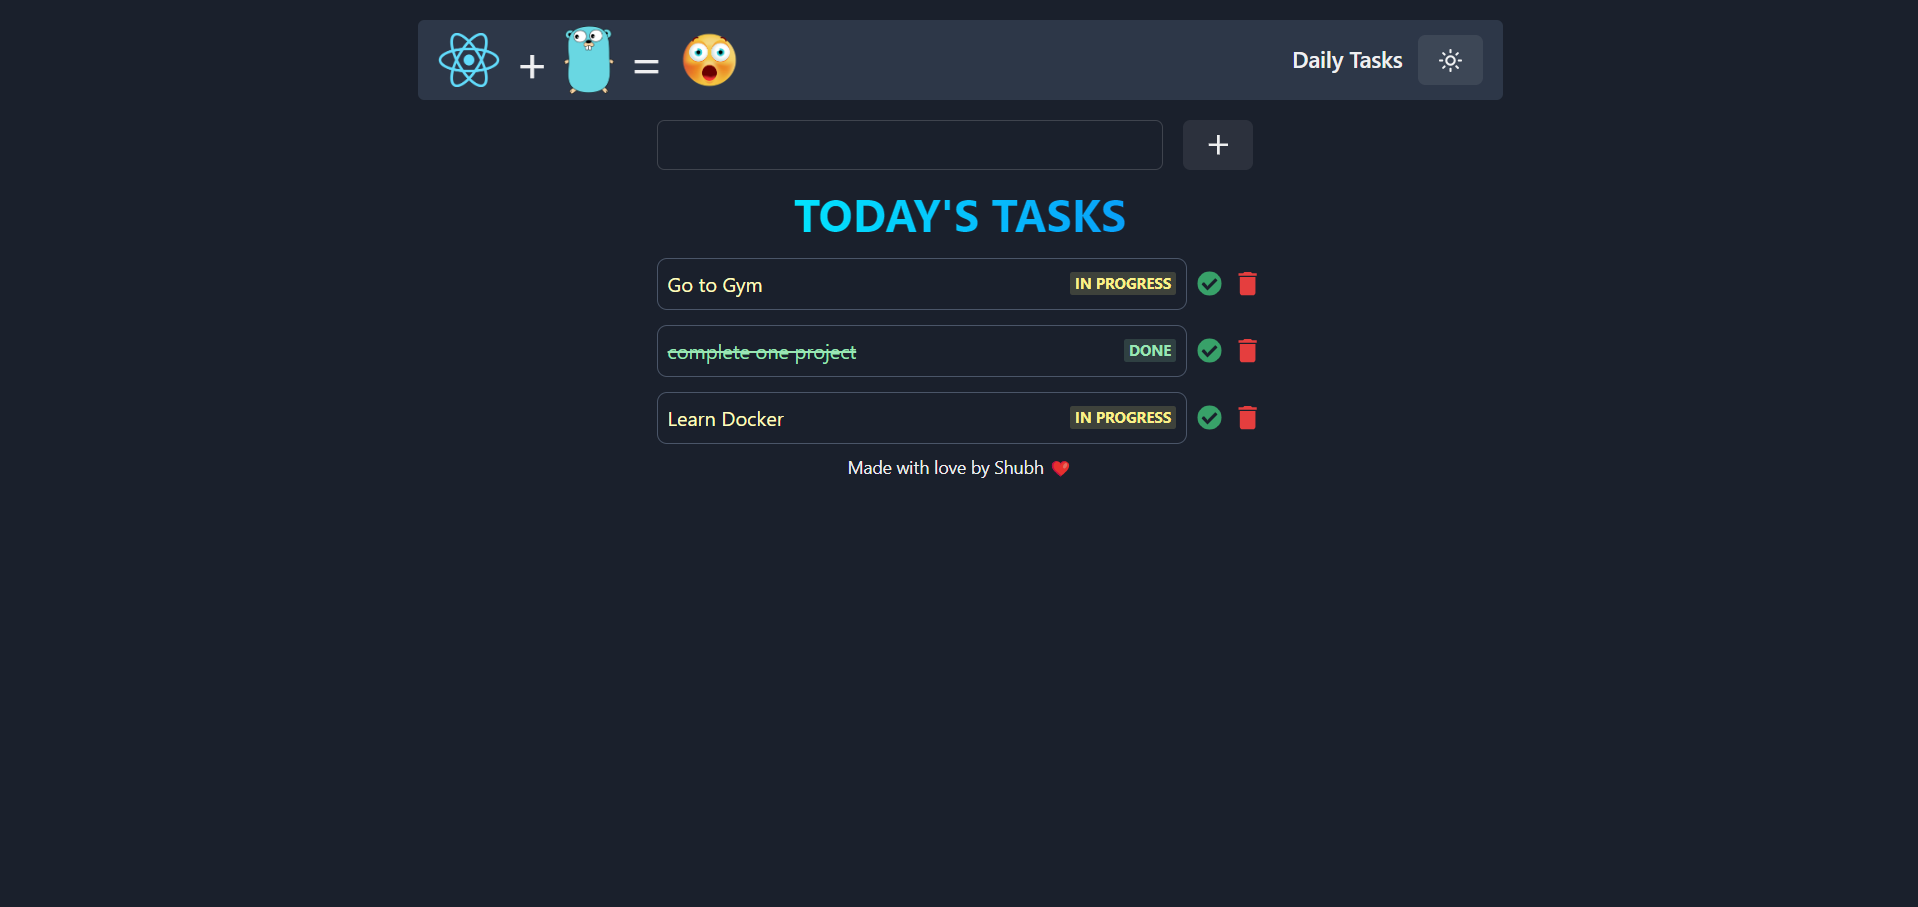 + = Daily Tasks
+
TODAY'S TASKS
Go to Gym IN PROGRESS
complete one project DONE
Learn Docker IN PROGRESS
Made with love by Shubh ❤️